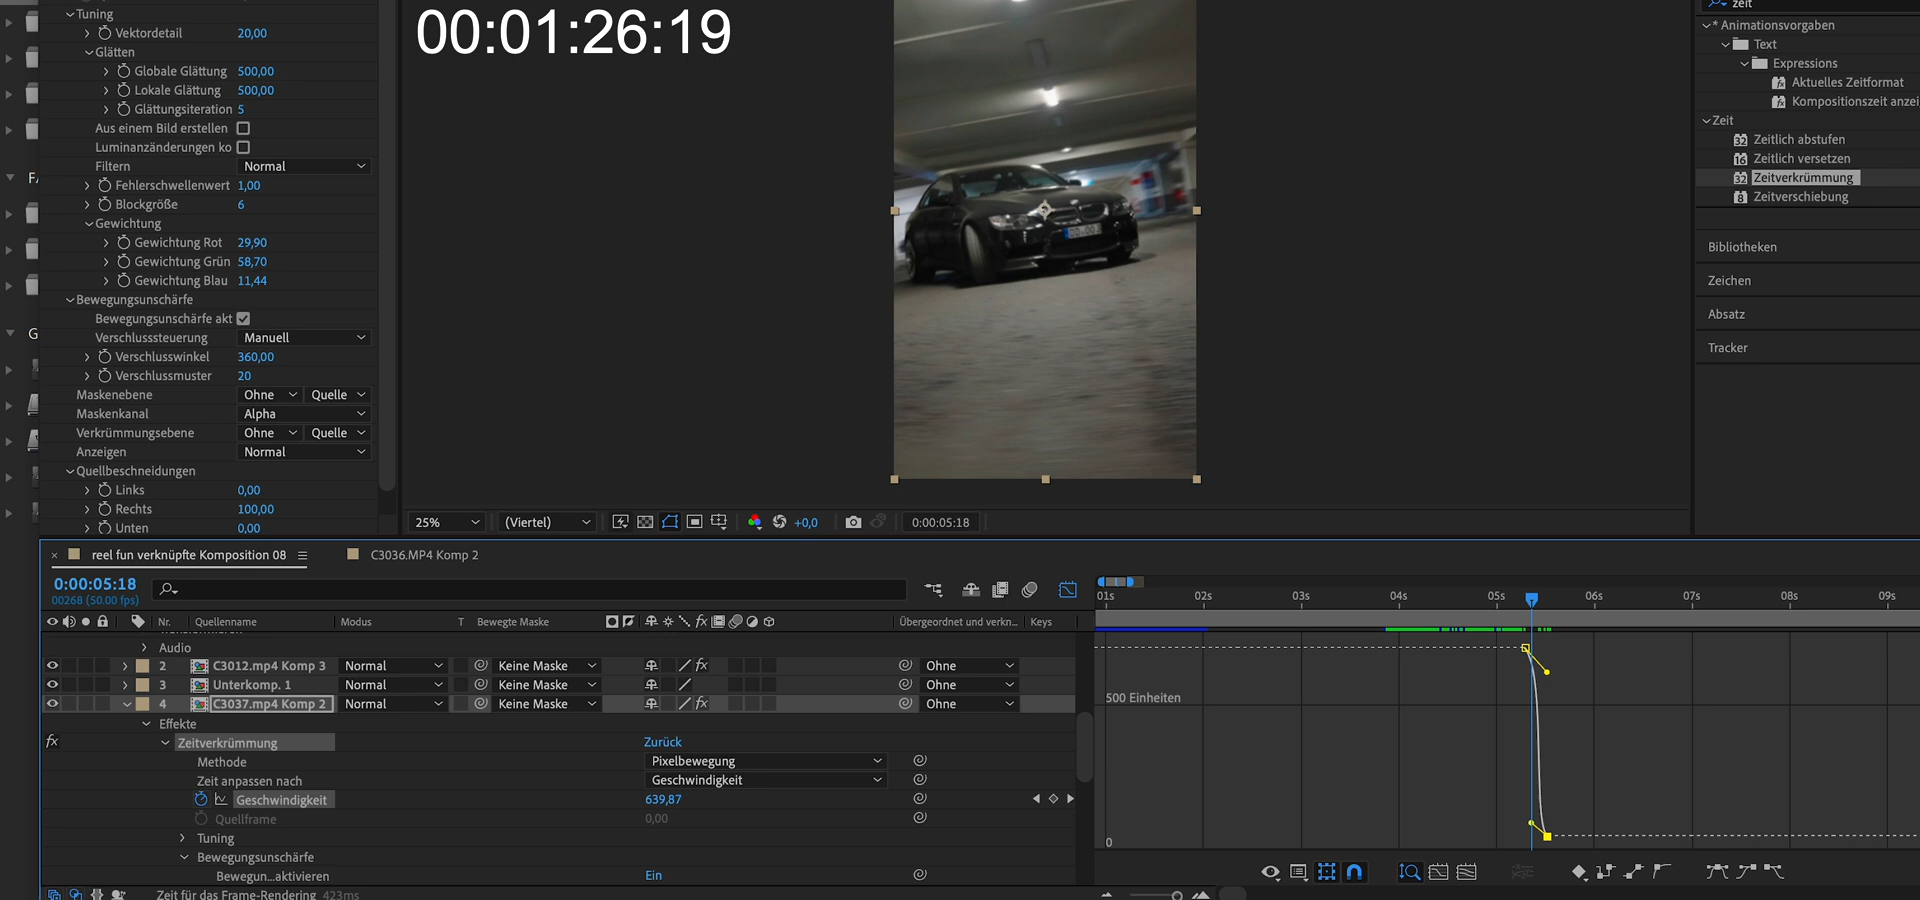 Tuning
Vektordetail 20,00
Glätten
Globale Glättung 500,00
Lokale Glättung 500,00
Glättungsiteration 5
Aus einem Bild erstellen
Luminanzänderungen ko
Filtern Normal
Fehlerschwellenwert 1,00
Blockgröße 6
Gewichtung
Gewichtung Rot 29,90
Gewichtung Grün 58,70
Gewichtung Blau 11,44
Bewegungsunschärfe
Bewegungsunschärfe akt
Verschlusssteuerung Manuell
Verschlusswinkel 360,00
Verschlussmuster 20
Maskenebene Ohne Quelle
Maskenkanal Alpha
Verkrümmungsebene Ohne Quelle
Anzeigen Normal
Quellbeschneidungen
Links 0,00
Rechts 100,00
Unten 0,00
00:01:26:19
25% (Viertel) +0,0 0:00:05:18
zeit
* Animationsvorgaben
Text
Expressions
Aktuelles Zeitformat
Kompositionszeit anzei
Zeit
32 Zeitlich abstufen
16 Zeitlich versetzen
32 Zeitverkrümmung
8 Zeitverschiebung
Bibliotheken
Zeichen
Absatz
Tracker
reel fun verknüpfte Komposition 08
C3036.MP4 Komp 2
0:00:05:18
00268 (50.00 fps)
Nr. Quellenname Modus T Bewegte Maske fx Übergeordnet und verkn... Keys
Audio
2 C3012.mp4 Komp 3 Normal Keine Maske fx Ohne
3 Unterkomp. 1 Normal Keine Maske Ohne
4 C3037.mp4 Komp 2 Normal Keine Maske fx Ohne
Effekte
fx Zeitverkrümmung Zurück
Methode Pixelbewegung
Zeit anpassen nach Geschwindigkeit
Geschwindigkeit 639,87
Quellframe 0,00
Tuning
Bewegungsunschärfe
Bewegun...aktivieren Ein
Zeit für das Frame-Rendering 423ms
01s 02s 03s 04s 05s 06s 07s 08s 09s
500 Einheiten
0